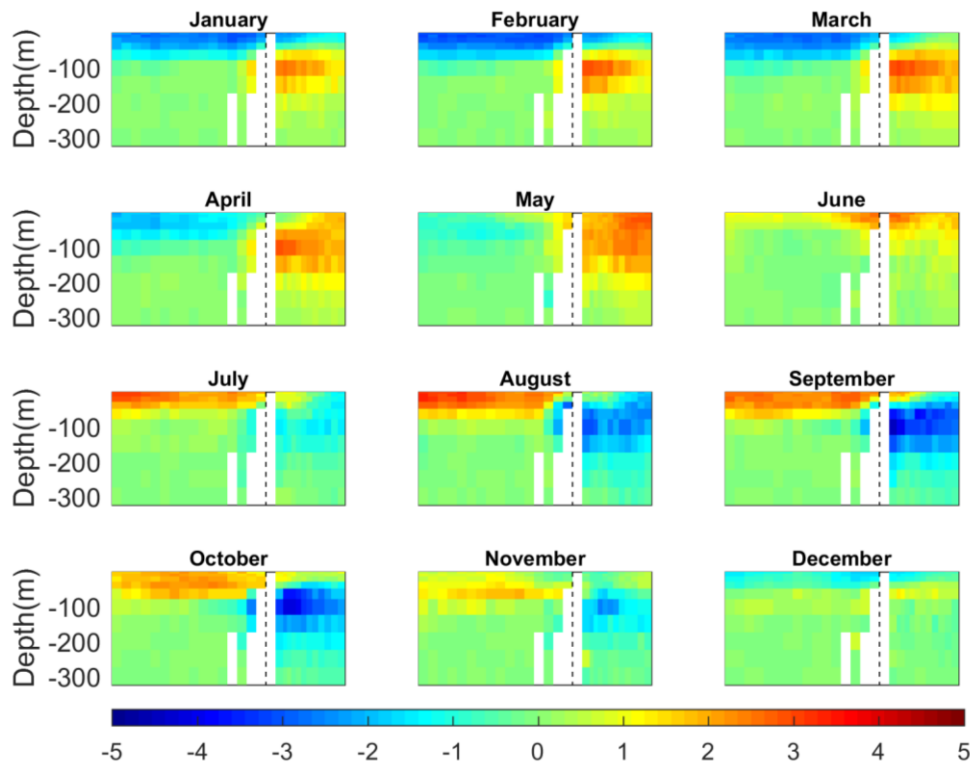 January February March
Depth(m)
-100
-200
-300
April May June
Depth(m)
-100
-200
-300
July August September
Depth(m)
-100
-200
-300
October November December
Depth(m)
-100
-200
-300
-5 -4 -3 -2 -1 0 1 2 3 4 5